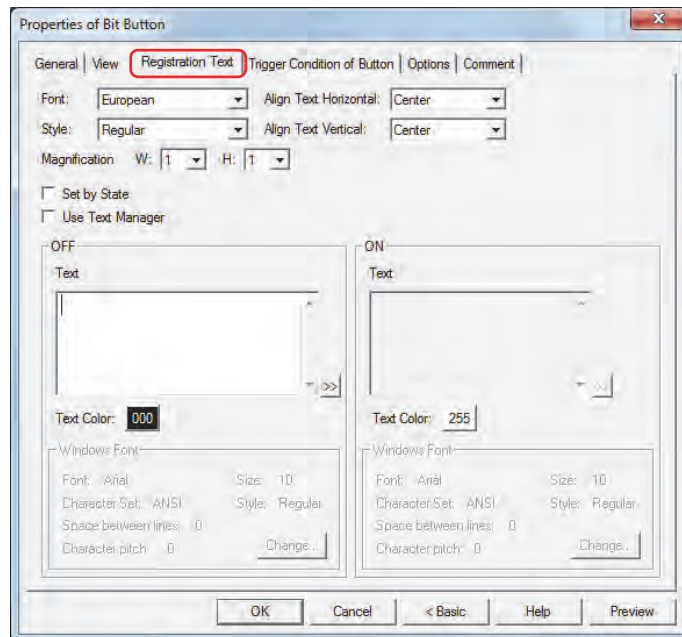 Properties of Bit Button
General View Registration Text Trigger Condition of Button Options Comment
Font: European Align Text Horizontal: Center
Style: Regular Align Text Vertical: Center
Magnification W: 1 H: 1
Set by State
Use Text Manager
OFF ON
Text Text
>> >>
Text Color: 000 Text Color: 255
Windows Font Windows Font
Font: Arial Size: 10 Font: Arial Size: 10
Character Set: ANSI Style: Regular Character Set: ANSI Style: Regular
Space between lines: 0 Space between lines: 0
Character pitch: 0 Change... Character pitch: 0 Change...
OK Cancel < Basic Help Preview